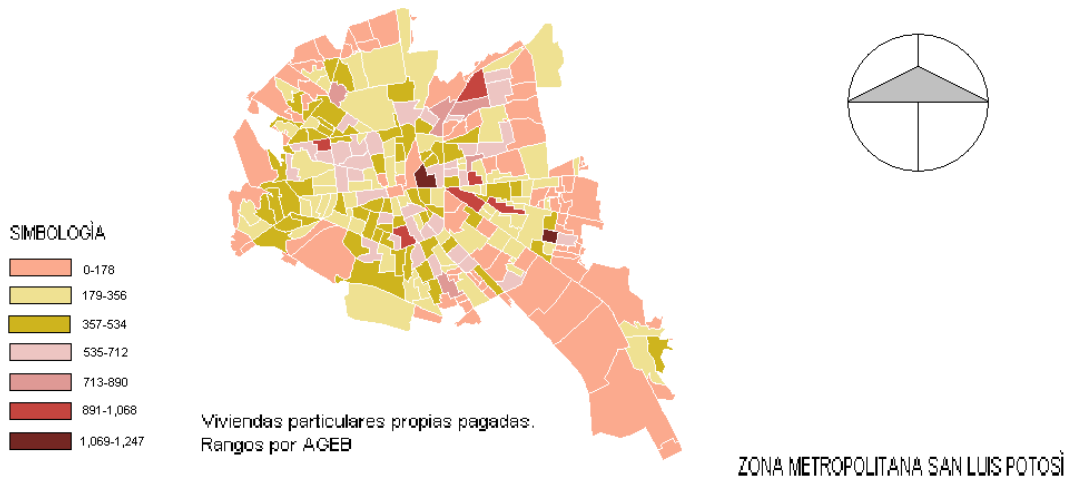 SIMBOLOGÌA
0-178
179-356
357-534
535-712
713-890
891-1,068
1,069-1,247
Viviendas particulares propias pagadas.
Rangos por AGEB
ZONA METROPOLITANA SAN LUIS POTOSÌ